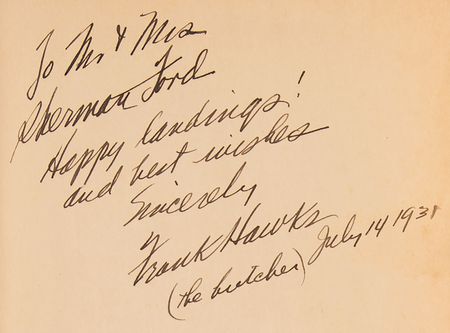 To Mr & Mrs
Sherman Ford
Happy landings!
and best wishes
Sincerely
Frank Hawks
(the butcher) July 14 1931